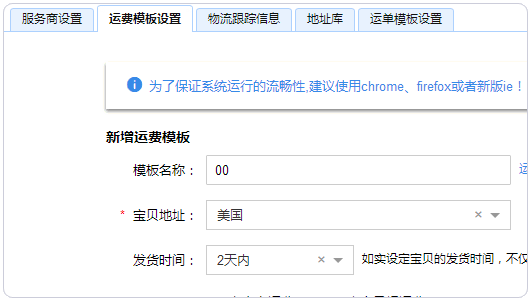 服务商设置 运费模板设置 物流跟踪信息 地址库 运单模板设置
为了保证系统运行的流畅性,建议使用chrome、firefox或者新版ie！
新增运费模板
模板名称： 00
* 宝贝地址： 美国
发货时间： 2天内 如实设定宝贝的发货时间，不仅